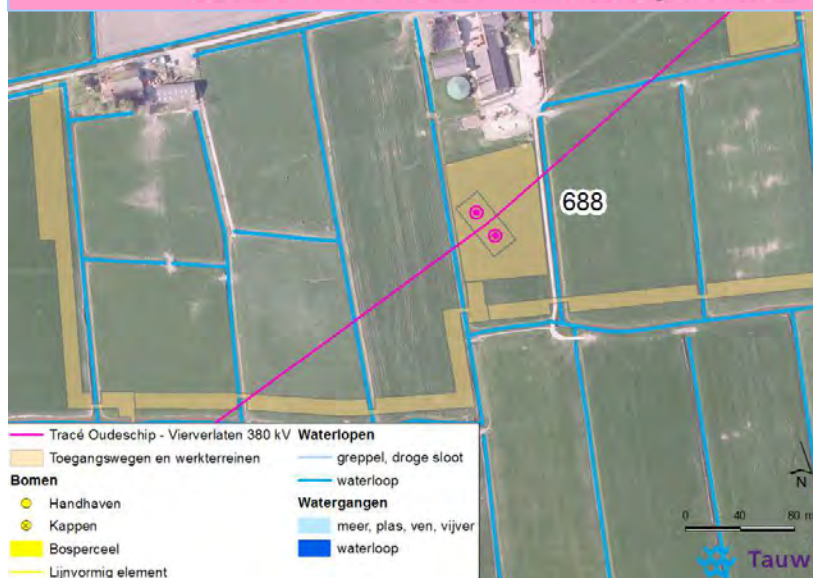 688
Tracé Oudeschip - Vierverlaten 380 kV
Toegangswegen en werkterreinen
Bomen
Handhaven
Kappen
Bosperceel
Lijnvormig element
Waterlopen
greppel, droge sloot
waterloop
Watergangen
meer, plas, ven, vijver
waterloop
N
0 40 80 m
Tauw